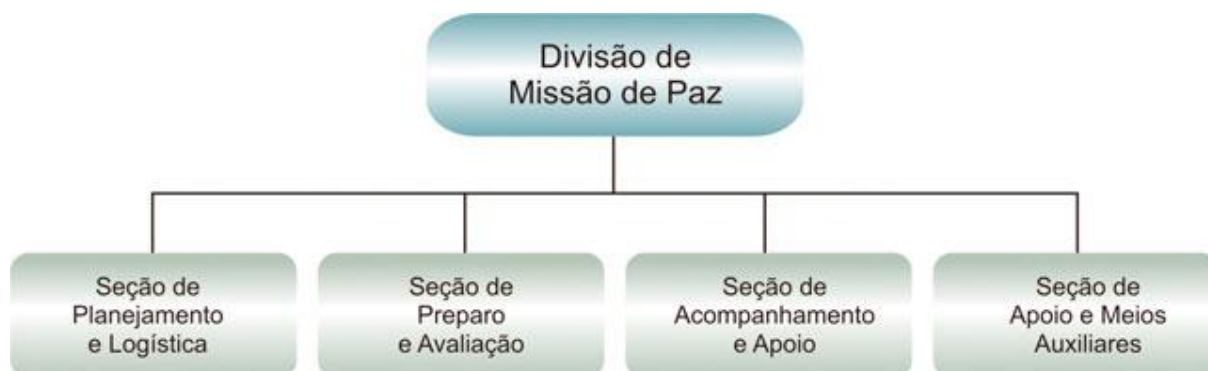 Divisão de
Missão de Paz
Seção de
Planejamento
e Logística
Seção de
Preparo
e Avaliação
Seção de
Acompanhamento
e Apoio
Seção de
Apoio e Meios
Auxiliares